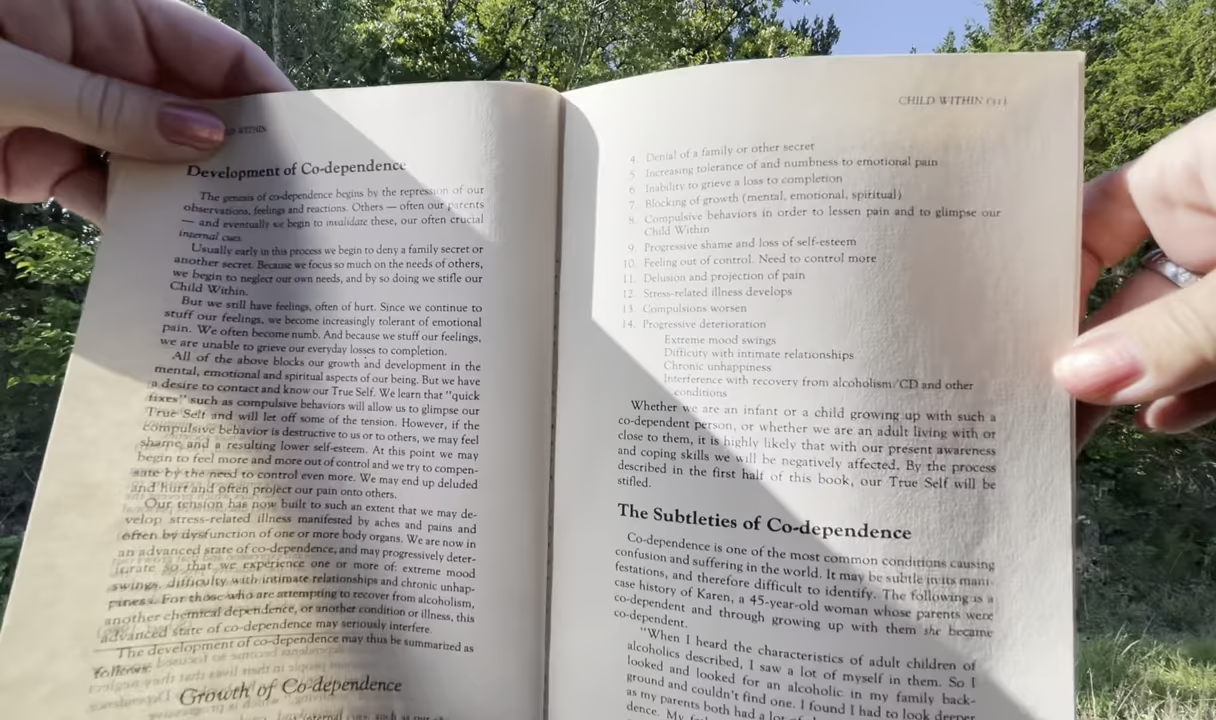 WITHIN
Development of Co-dependence
The genesis of co-dependence begins by the repression of our
observations, feelings and reactions. Others — often our parents
— and eventually we begin to invalidate these, our often crucial
internal cues.
Usually early in this process we begin to deny a family secret or
another secret. Because we focus so much on the needs of others,
we begin to neglect our own needs, and by so doing we stifle our
Child Within.
But we still have feelings, often of hurt. Since we continue to
stuff our feelings, we become increasingly tolerant of emotional
pain. We often become numb. And because we stuff our feelings,
we are unable to grieve our everyday losses to completion.
All of the above blocks our growth and development in the
mental, emotional and spiritual aspects of our being. But we have
a desire to contact and know our True Self. We learn that "quick
fixes" such as compulsive behaviors will allow us to glimpse our
True Self and will let off some of the tension. However, if the
compulsive behavior is destructive to us or to others, we may feel
shame and a resulting lower self-esteem. At this point we may
begin to feel more and more out of control and we try to compen-
sate by the need to control even more. We may end up deluded
and hurt and often project our pain onto others.
Our tension has now built to such an extent that we may de-
velop stress-related illness manifested by aches and pains and
often by dysfunction of one or more body organs. We are now in
an advanced state of co-dependence, and may progressively deter-
iorate so that we experience one or more of: extreme mood
swings, difficulty with intimate relationships and chronic unhap-
piness. For those who are attempting to recover from alcoholism,
another chemical dependence, or another condition or illness, this
advanced state of co-dependence may seriously interfere.
The development of co-dependence may thus be summarized as
follows:
Growth of Co-dependence
CHILD WITHIN
4. Denial of a family or other secret
5. Increasing tolerance of and numbness to emotional pain
6. Inability to grieve a loss to completion
7. Blocking of growth (mental, emotional, spiritual)
8. Compulsive behaviors in order to lessen pain and to glimpse our
Child Within
9. Progressive shame and loss of self-esteem
10. Feeling out of control. Need to control more
11. Delusion and projection of pain
12. Stress-related illness develops
13. Compulsions worsen
14. Progressive deterioration
Extreme mood swings
Difficulty with intimate relationships
Chronic unhappiness
Interference with recovery from alcoholism/CD and other
conditions
Whether we are an infant or a child growing up with such a
co-dependent person, or whether we are an adult living with or
close to them, it is highly likely that with our present awareness
and coping skills we will be negatively affected. By the process
described in the first half of this book, our True Self will be
stifled.
The Subtleties of Co-dependence
Co-dependence is one of the most common conditions causing
confusion and suffering in the world. It may be subtle in its mani-
festations, and therefore difficult to identify. The following is a
case history of Karen, a 45-year-old woman whose parents were
co-dependent and through growing up with them she became
co-dependent.
"When I heard the characteristics of adult children of
alcoholics described, I saw a lot of myself in them. So I
looked and looked for an alcoholic in my family back-
ground and couldn't find one. I found I had to look deeper
as my parents both had a lot of
dence. My